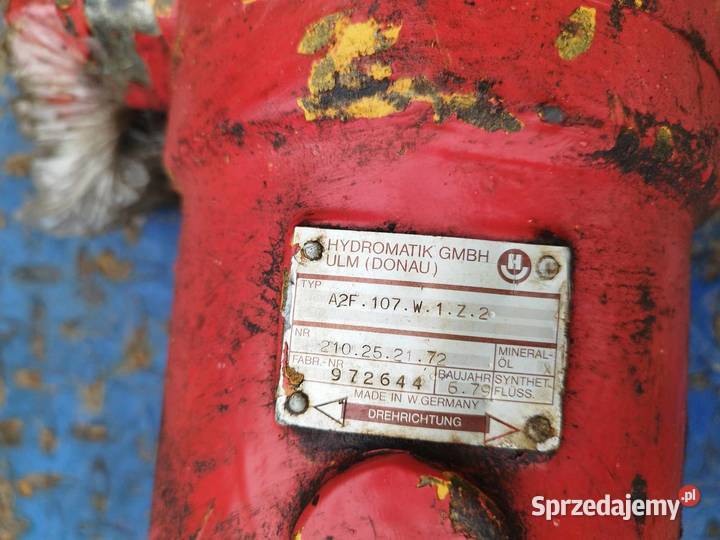 HYDROMATIK GMBH
ULM (DONAU)
H
TYP
A2F.107.W.1.Z.2
NR
210.25.21.72
MINERAL-
ÖL X
FABR.-NR
972644
BAUJAHR
6.79
SYNTHET.
FLÜSS.
MADE IN W.GERMANY
DREHRICHTUNG
Sprzedajemy.pl